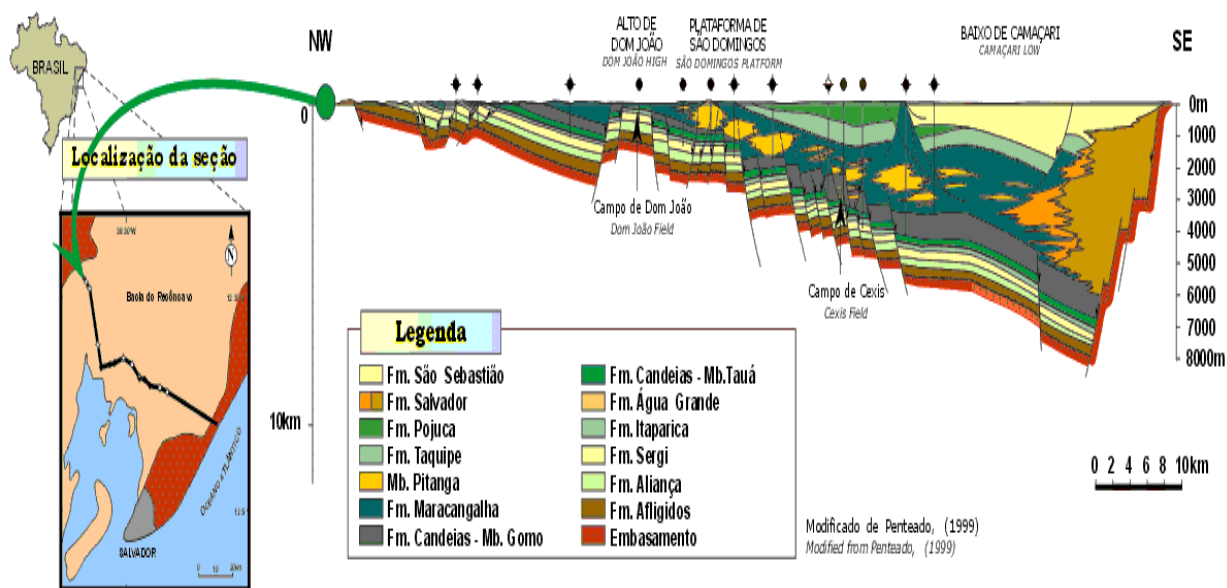 BRASIL
Localização da seção
NW
ALTO DE
DOM JOÃO
DOM JOÃO HIGH
PLATAFORMA DE
SÃO DOMINGOS
SÃO DOMINGOS PLATFORM
BAIXO DE CAMAÇARI
CAMAÇARI LOW
SE
0
10km
0m
1000
2000
3000
4000
5000
6000
7000
8000m
Campo de Dom João
Dom João Field
Campo de Cexis
Cexis Field
38°30'W
N
OCEANO ATLÂNTICO
SALVADOR
0 10 20km
Legenda
Fm. São Sebastião
Fm. Salvador
Fm. Pojuca
Fm. Taquipe
Mb. Pitanga
Fm. Maracangalha
Fm. Candeias - Mb. Gomo
Fm. Candeias - Mb.Tauá
Fm. Água Grande
Fm. Itaparica
Fm. Sergi
Fm. Aliança
Fm. Afligidos
Embasamento
0 2 4 6 8 10km
Modificado de Penteado, (1999)
Modified from Penteado, (1999)